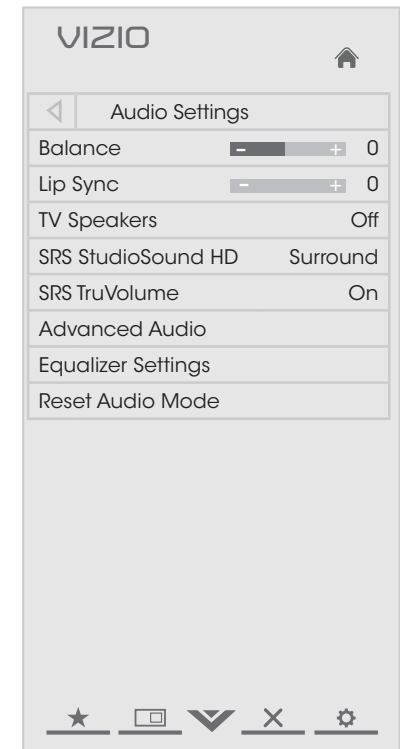 VIZIO
Audio Settings
Balance - + 0
Lip Sync - + 0
TV Speakers Off
SRS StudioSound HD Surround
SRS TruVolume On
Advanced Audio
Equalizer Settings
Reset Audio Mode